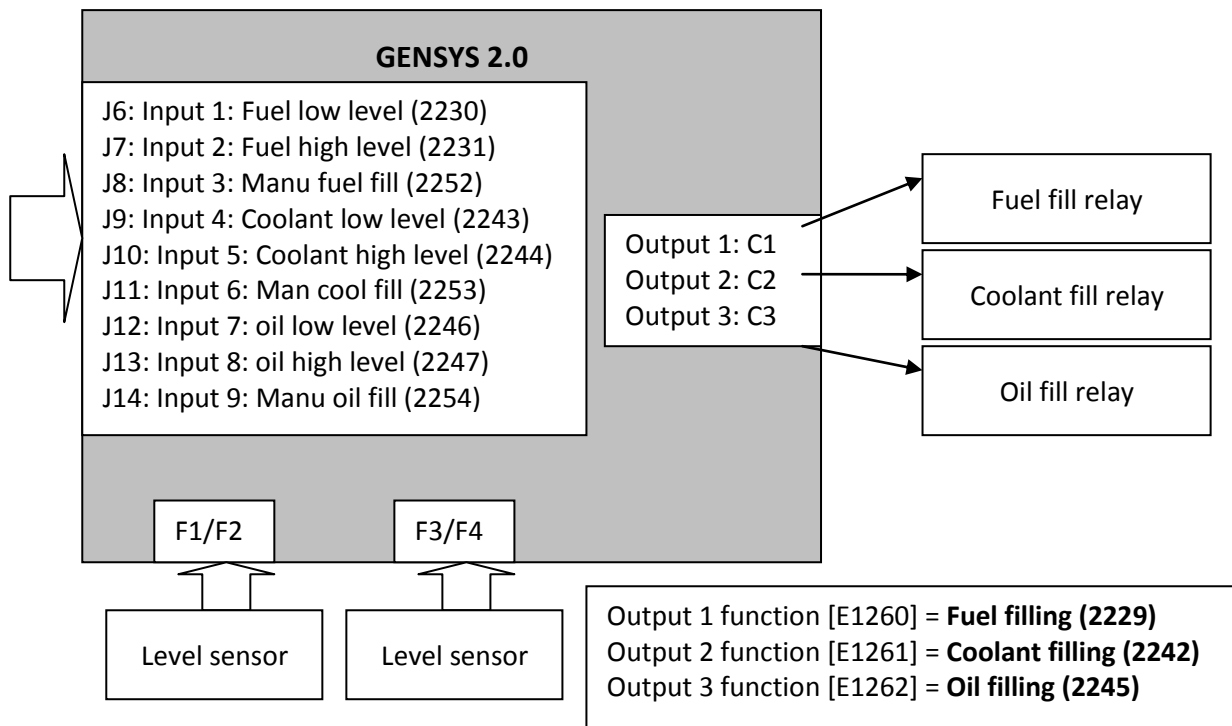 GENSYS 2.0
J6: Input 1: Fuel low level (2230)
J7: Input 2: Fuel high level (2231)
J8: Input 3: Manu fuel fill (2252)
J9: Input 4: Coolant low level (2243)
J10: Input 5: Coolant high level (2244)
J11: Input 6: Man cool fill (2253)
J12: Input 7: oil low level (2246)
J13: Input 8: oil high level (2247)
J14: Input 9: Manu oil fill (2254)
Output 1: C1
Output 2: C2
Output 3: C3
Fuel fill relay
Coolant fill relay
Oil fill relay
F1/F2
F3/F4
Level sensor
Level sensor
Output 1 function [E1260] = Fuel filling (2229)
Output 2 function [E1261] = Coolant filling (2242)
Output 3 function [E1262] = Oil filling (2245)